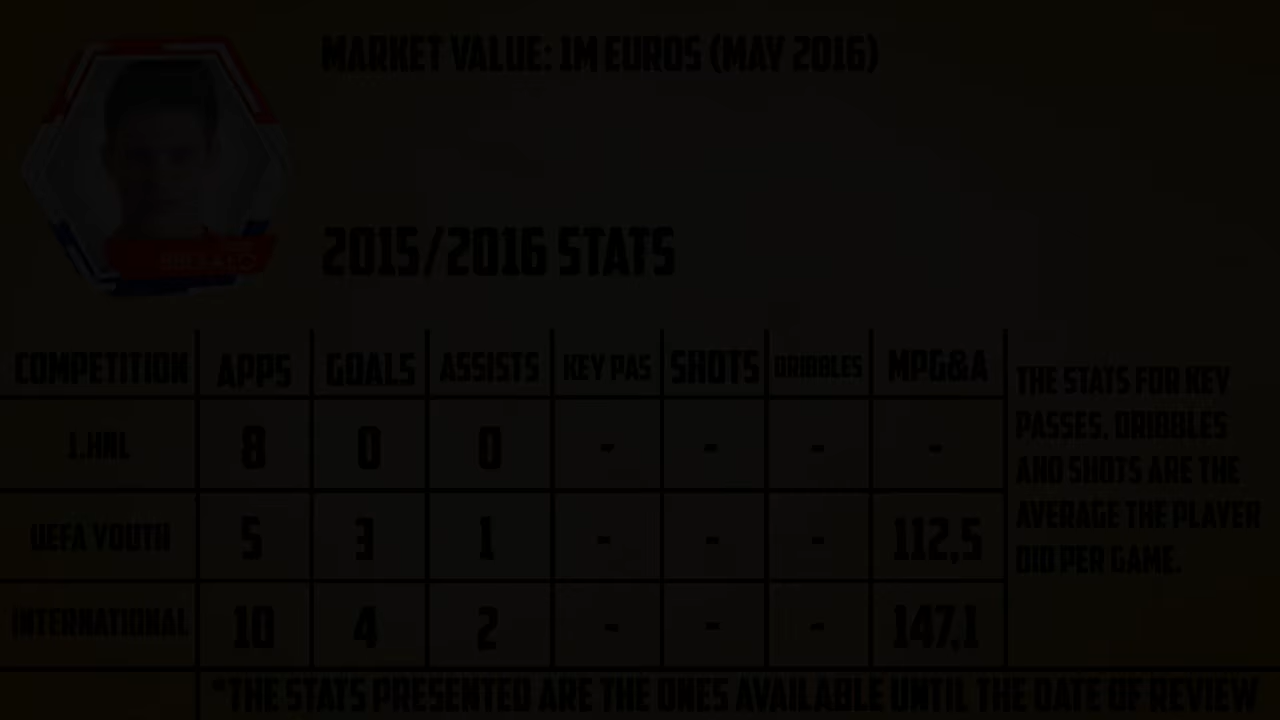 MARKET VALUE: 1M EUROS (MAY 2016)
2015/2016 STATS
COMPETITION APPS GOALS ASSISTS KEY PAS SHOTS DRIBBLES MPG&A
1.HNL 8 0 0 - - - -
UEFA YOUTH 5 3 1 - - - 112,5
INTERNATIONAL 10 4 2 - - - 147,1
THE STATS FOR KEY
PASSES, DRIBBLES
AND SHOTS ARE THE
AVERAGE THE PLAYER
DID PER GAME.
*THE STATS PRESENTED ARE THE ONES AVAILABLE UNTIL THE DATE OF REVIEW